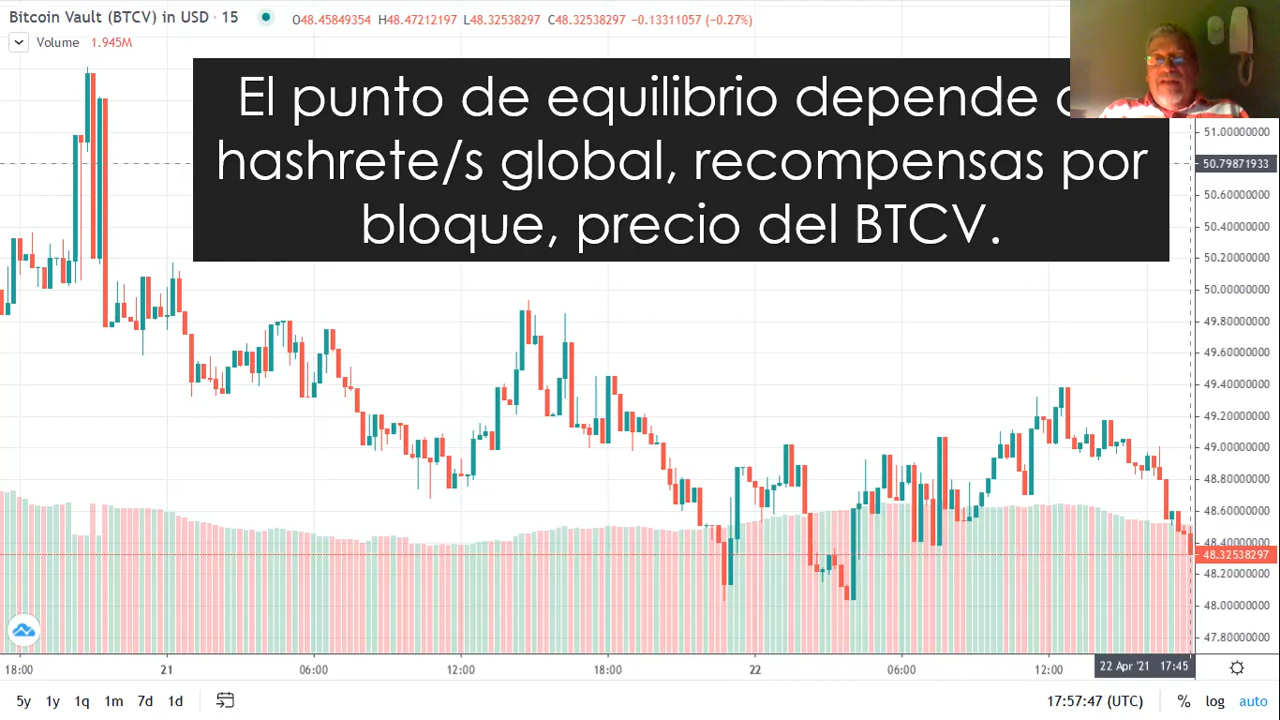 Bitcoin Vault (BTCV) in USD · 15 O48.45849354 H48.47212197 L48.32538297 C48.32538297 −0.13311057 (−0.27%)
Volume 1.945M
El punto de equilibrio depende
hashrete/s global, recompensas por
bloque, precio del BTCV.
51.00000000
50.79871933
50.60000000
50.40000000
50.20000000
50.00000000
49.80000000
49.60000000
49.40000000
49.20000000
49.00000000
48.80000000
48.60000000
48.40000000
48.32538297
48.20000000
48.00000000
47.80000000
18:00 21 06:00 12:00 18:00 22 06:00 12:00 22 Apr '21 17:45
5y 1y 1q 1m 7d 1d 17:57:47 (UTC) % log auto